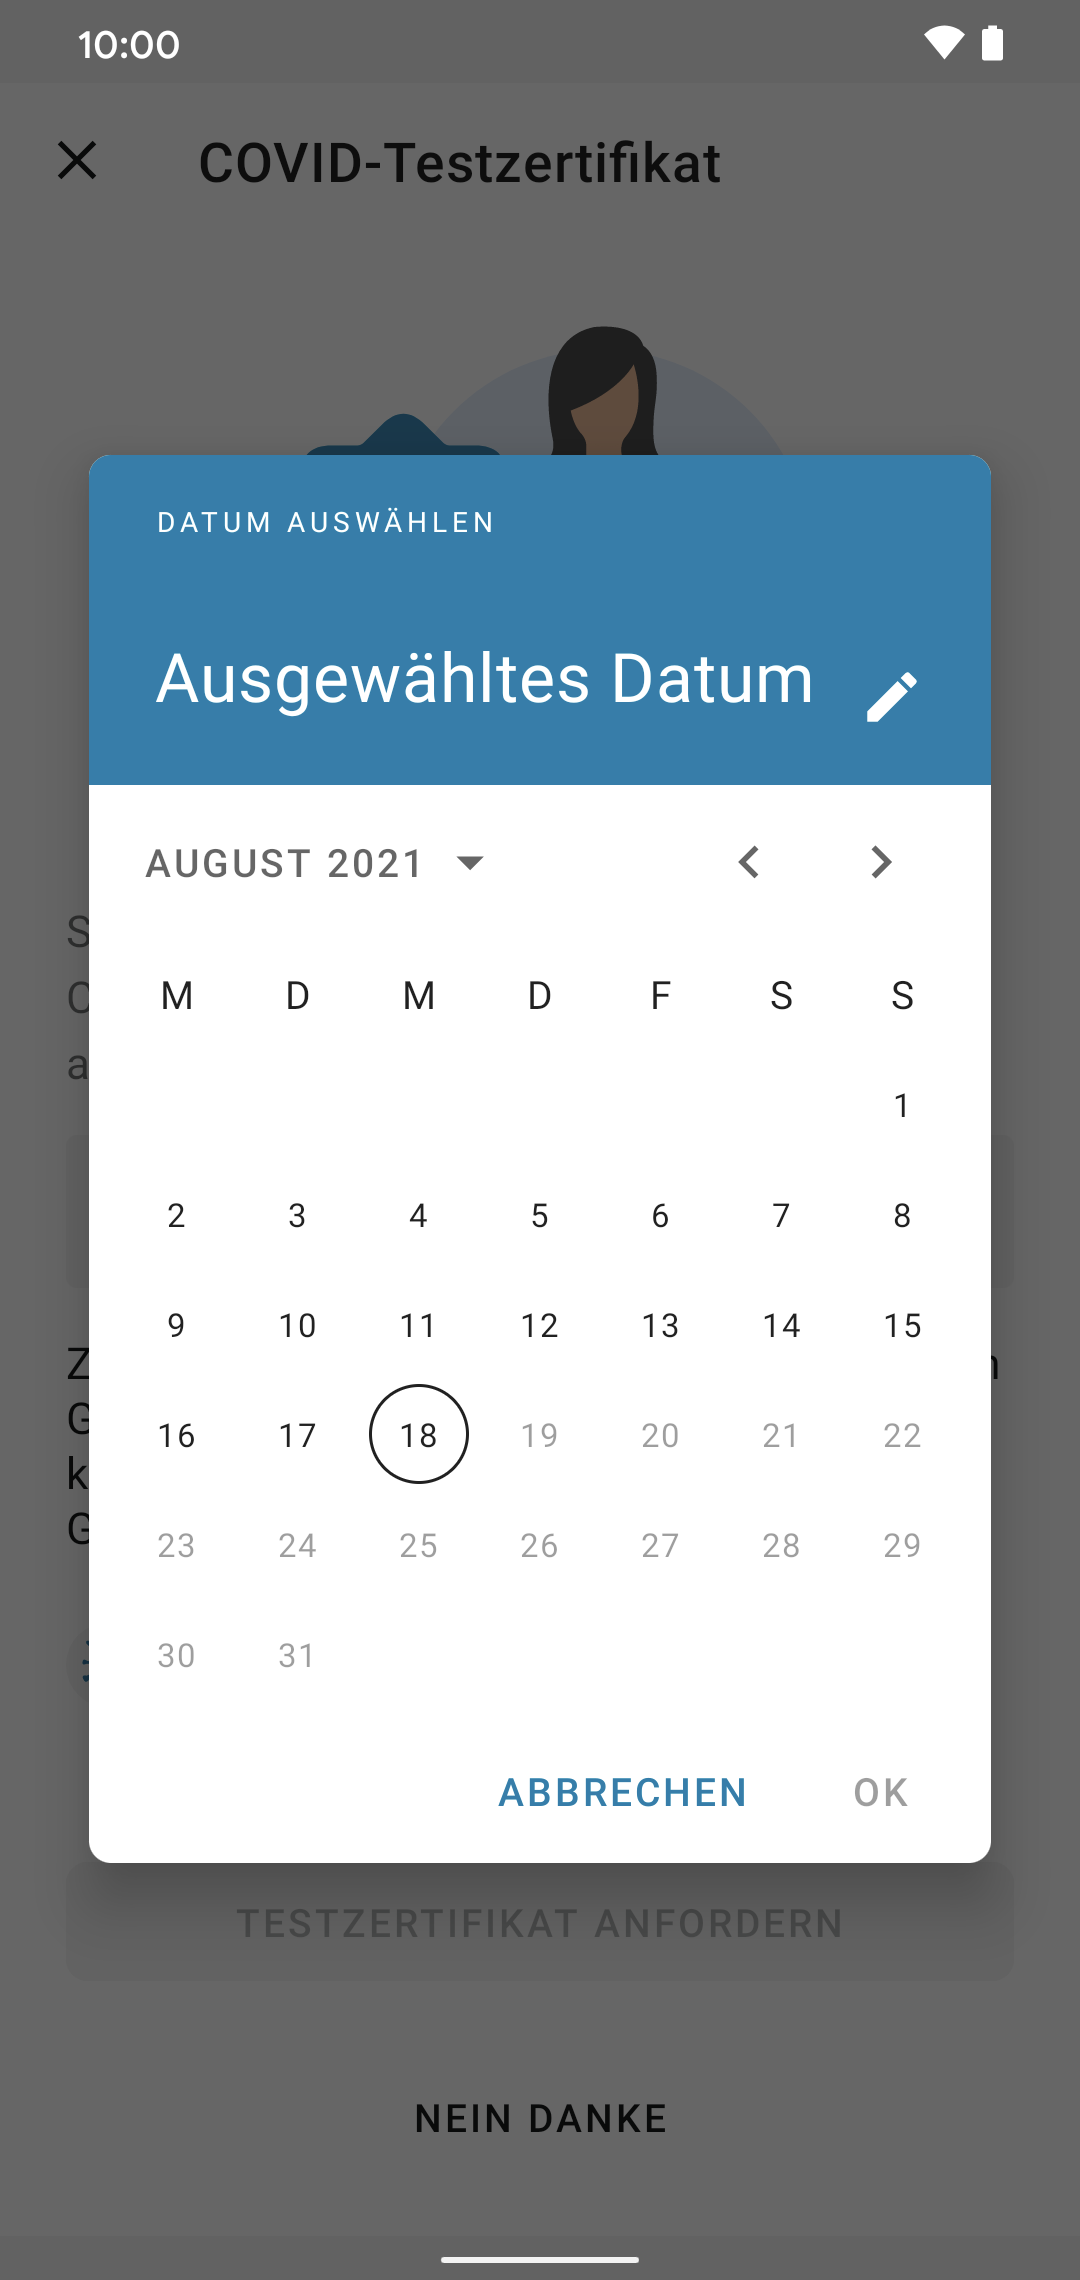 10:00
COVID-Testzertifikat
DATUM AUSWÄHLEN
Ausgewähltes Datum
AUGUST 2021
M D M D F S S
1
2 3 4 5 6 7 8
9 10 11 12 13 14 15
16 17 18 19 20 21 22
23 24 25 26 27 28 29
30 31
ABBRECHEN OK
TESTZERTIFIKAT ANFORDERN
NEIN DANKE